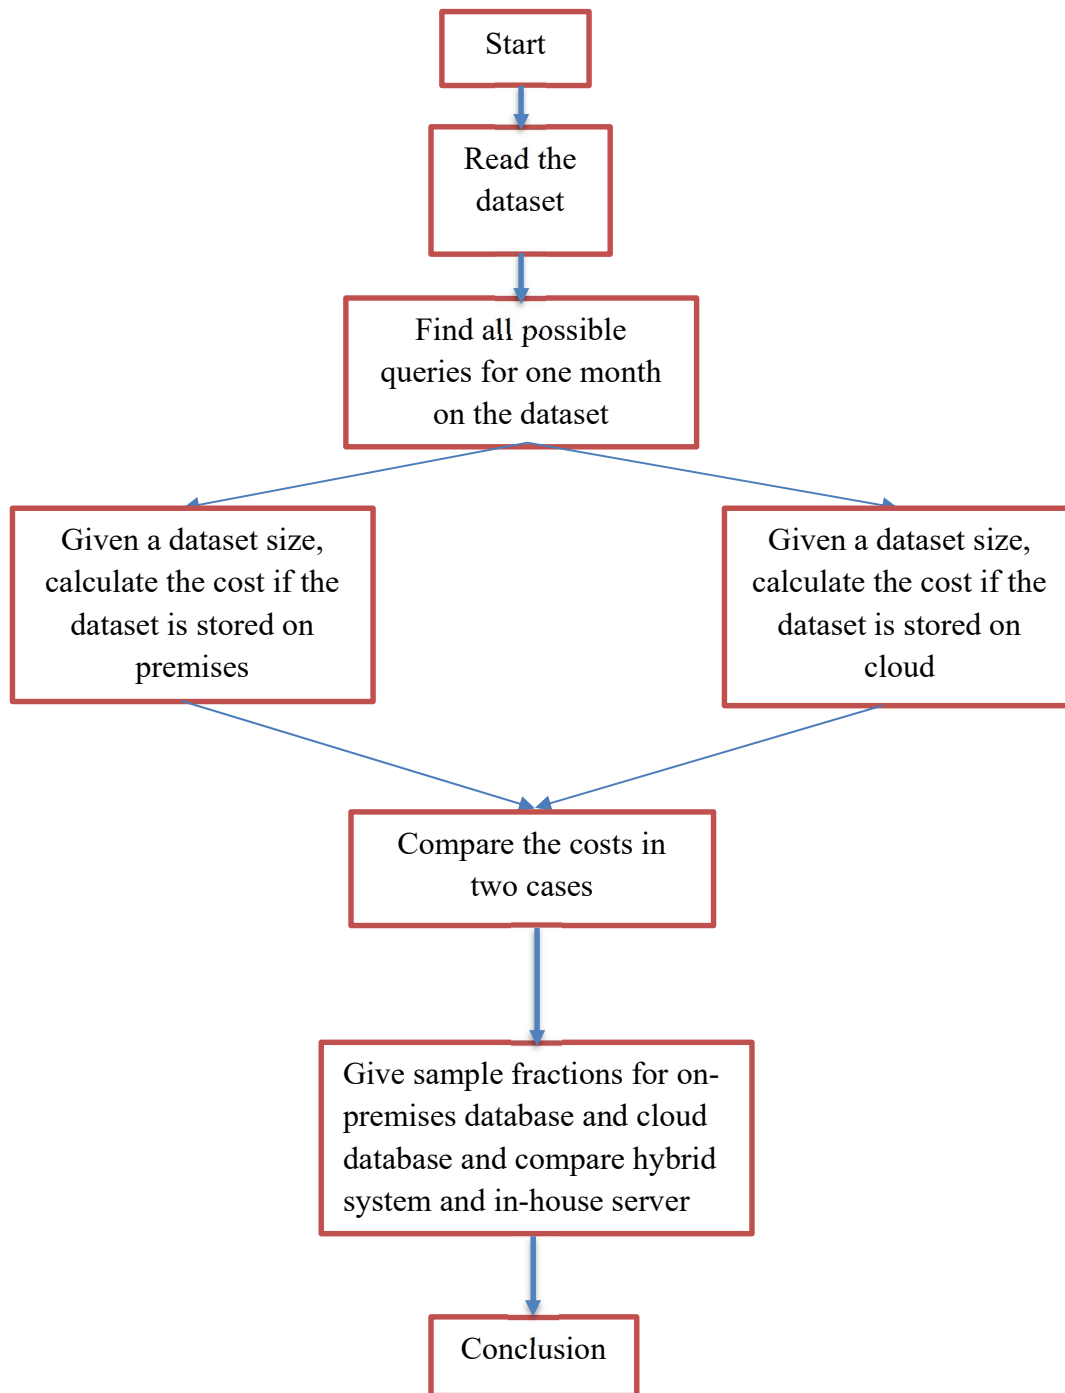 Start
Read the
dataset
Find all possible
queries for one month
on the dataset
Given a dataset size,
calculate the cost if the
dataset is stored on
premises
Given a dataset size,
calculate the cost if the
dataset is stored on
cloud
Compare the costs in
two cases
Give sample fractions for on-
premises database and cloud
database and compare hybrid
system and in-house server
Conclusion